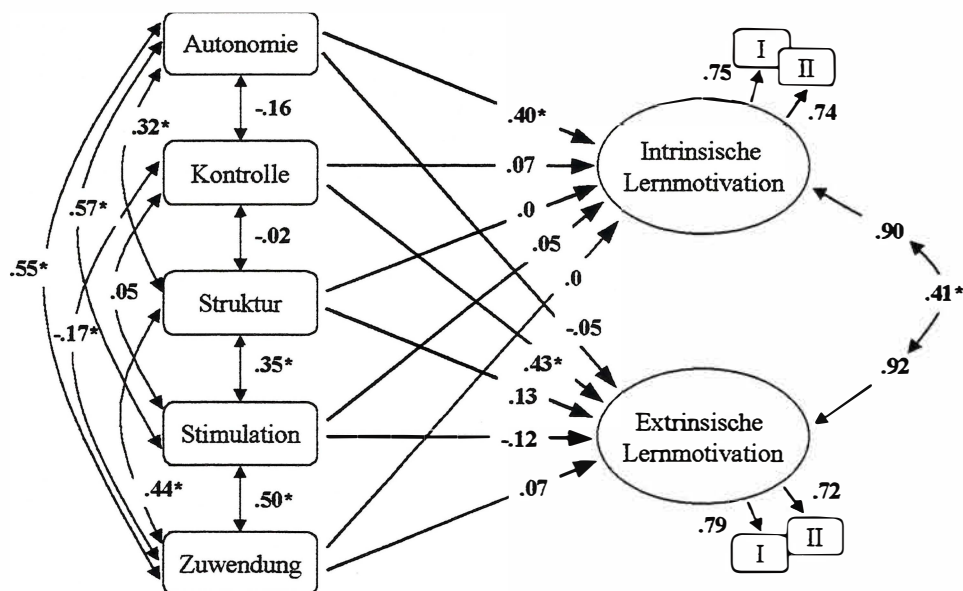 Autonomie
Kontrolle
Struktur
Stimulation
Zuwendung
-.16
-.02
.35*
.50*
.32*
.57*
.55*
.05
-.17*
.44*
.40*
.07
.0
.05
.0
-.05
.43*
.13
-.12
.07
I
II
.75
.74
Intrinsische
Lernmotivation
.90
.41*
.92
Extrinsische
Lernmotivation
.79
.72
I
II